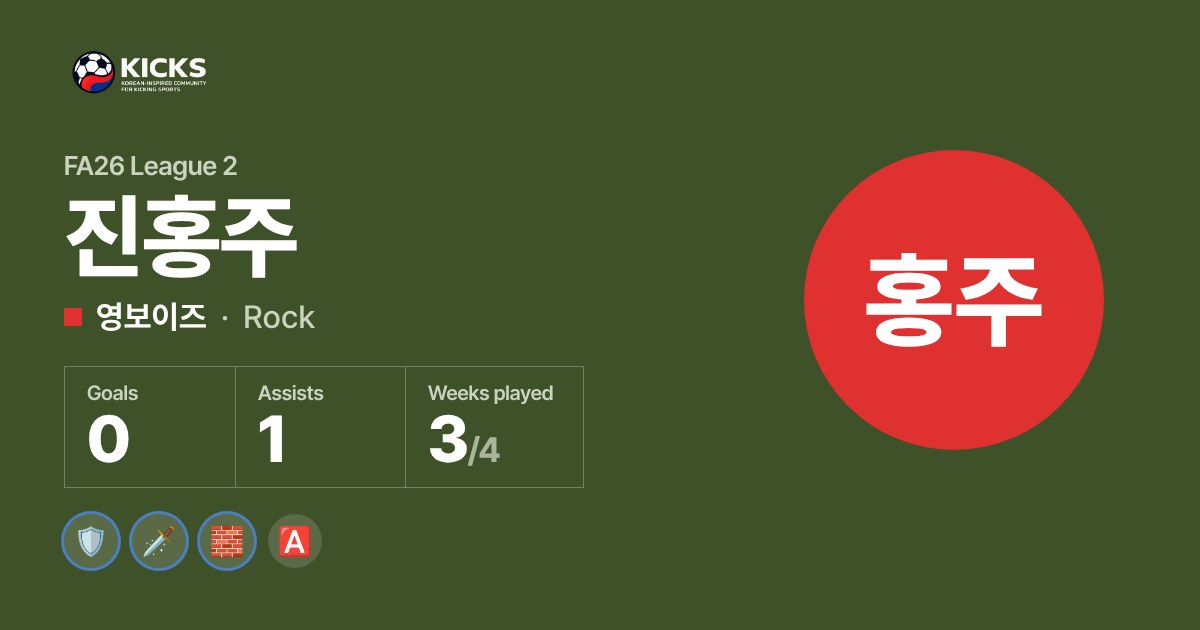 KICKS
KOREAN-INSPIRED COMMUNITY
FOR KICKING SPORTS
FA26 League 2
진홍주
영보이즈 · Rock
Goals
0
Assists
1
Weeks played
3/4
A
홍주